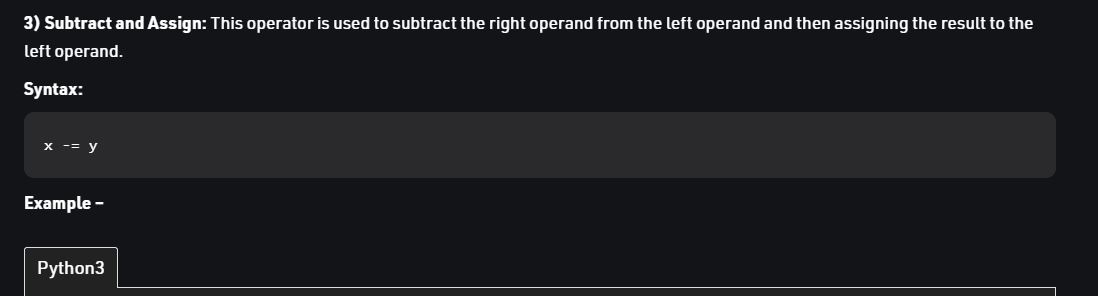 3) Subtract and Assign: This operator is used to subtract the right operand from the left operand and then assigning the result to the
left operand.
Syntax:
x -= y
Example –
Python3